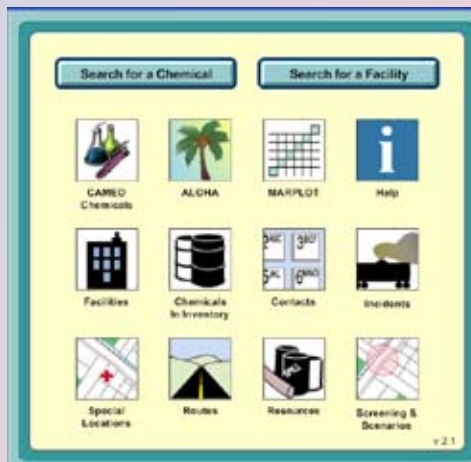 Search for a Chemical Search for a Facility
CAMEO
Chemicals
ALOHA
MARPLOT
Help
Facilities
Chemicals
In Inventory
Contacts
Incidents
Special
Locations
Routes
Resources
Screening &
Scenarios
v 2.1